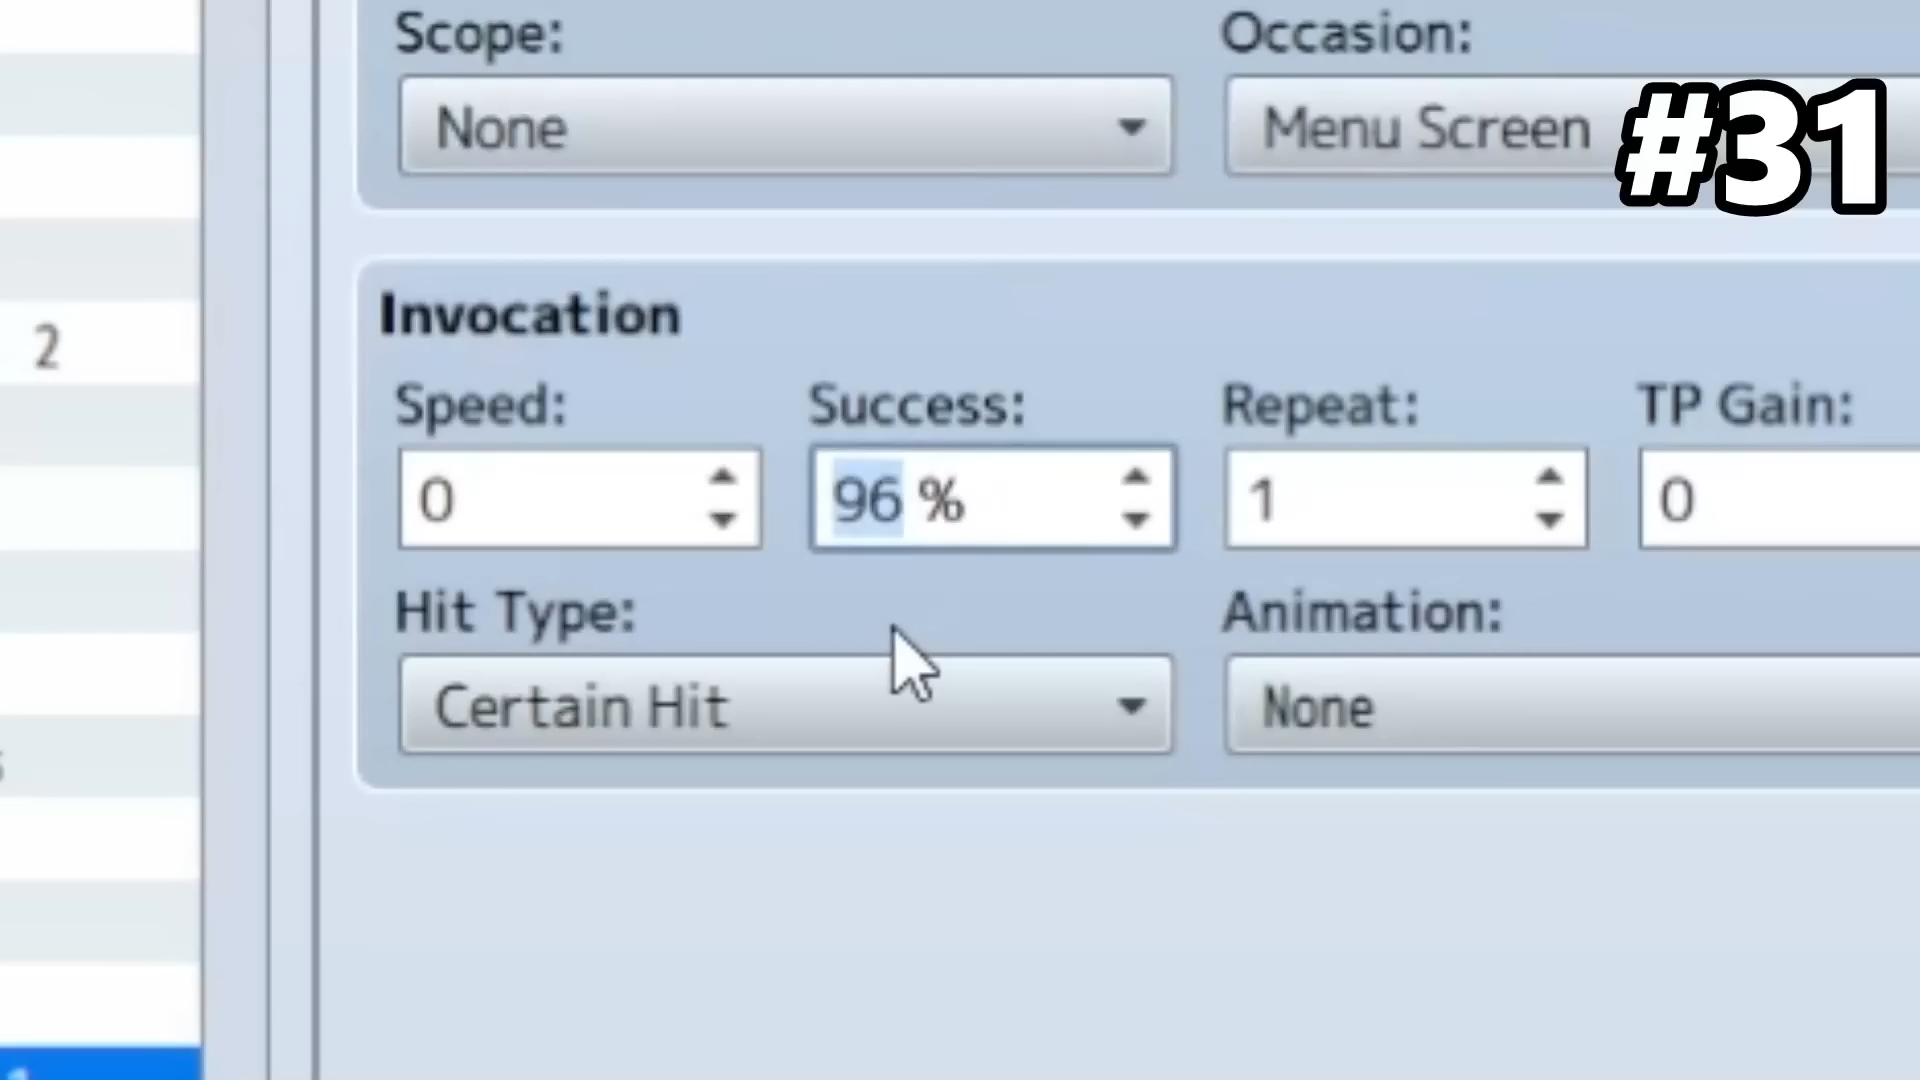 Scope: Occasion:
None Menu Screen #31
Invocation
2
Speed: Success: Repeat: TP Gain:
0 96 % 1 0
Hit Type: Animation:
Certain Hit None